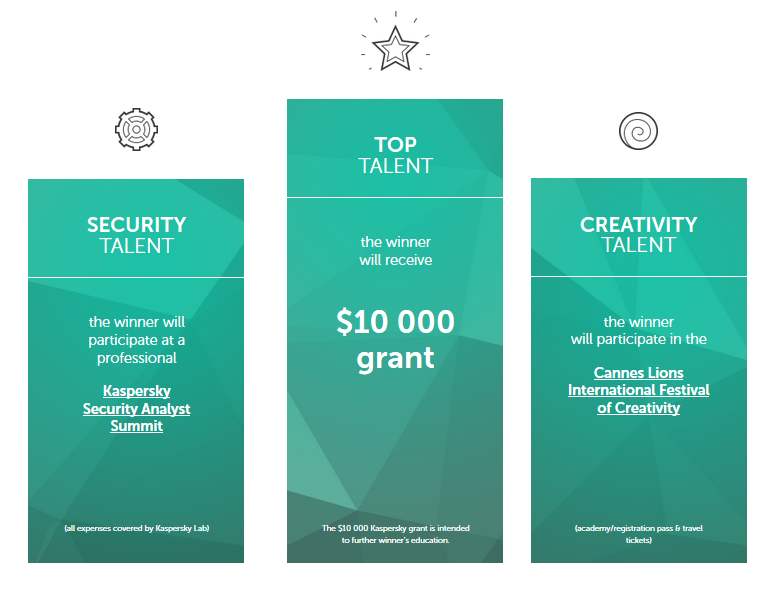 SECURITY
TALENT
the winner will
participate at a
professional
Kaspersky
Security Analyst
Summit
(all expenses covered by Kaspersky Lab)
TOP
TALENT
the winner
will receive
$10 000
grant
The $10 000 Kaspersky grant is intended
to further winner's education.
CREATIVITY
TALENT
the winner
will participate in the
Cannes Lions
International Festival
of Creativity
(academy/registration pass & travel
tickets)